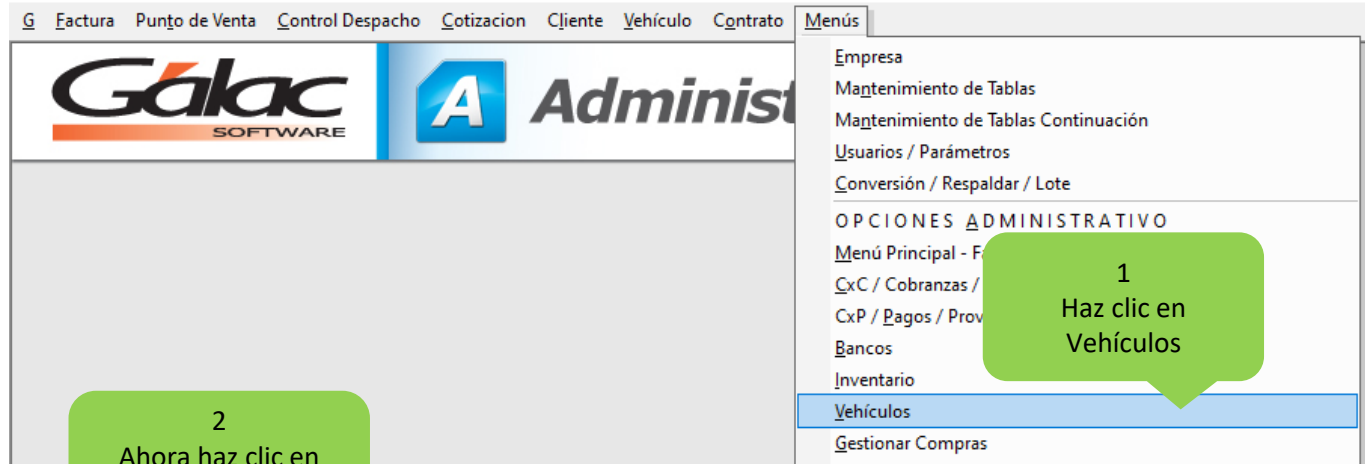 G Factura Punto de Venta Control Despacho Cotizacion Cliente Vehículo Contrato Menús
Gálac
SOFTWARE
A Administ
Empresa
Mantenimiento de Tablas
Mantenimiento de Tablas Continuación
Usuarios / Parámetros
Conversión / Respaldar / Lote
OPCIONES ADMINISTRATIVO
Menú Principal - Fa
CxC / Cobranzas /
CxP / Pagos / Prov
Bancos
Inventario
Vehículos
Gestionar Compras
1
Haz clic en
Vehículos
2
Ahora haz clic en